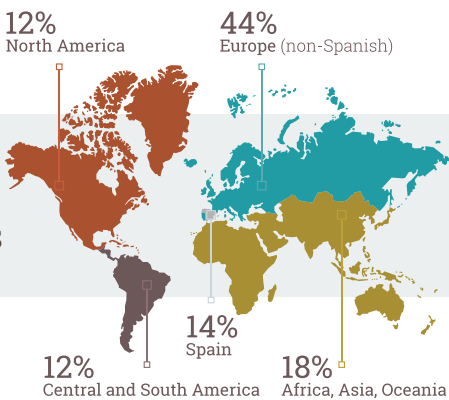 12%
North America
44%
Europe (non-Spanish)
14%
Spain
12%
Central and South America
18%
Africa, Asia, Oceania